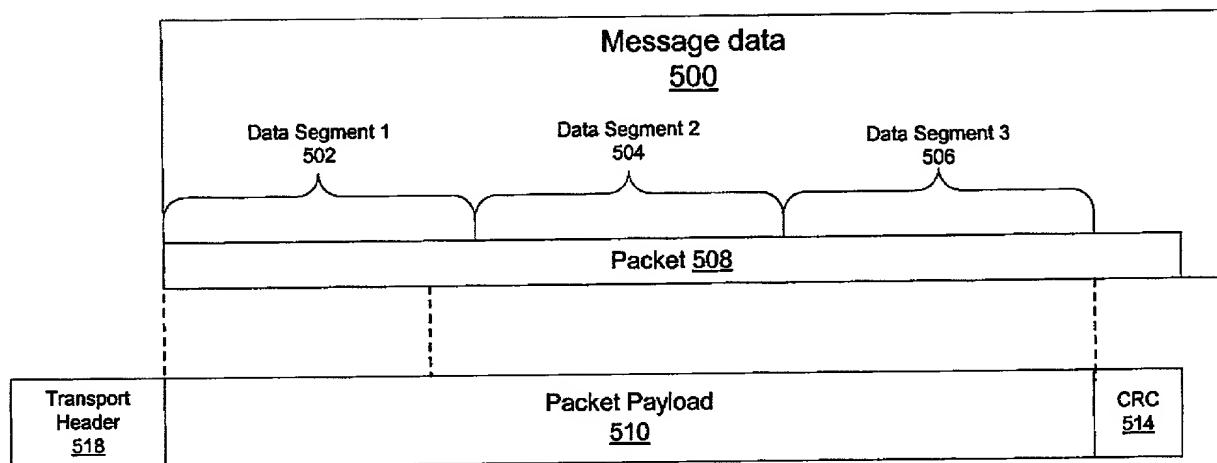 Message data
500
Data Segment 1
502
Data Segment 2
504
Data Segment 3
506
Packet 508
Transport
Header
518
Packet Payload
510
CRC
514